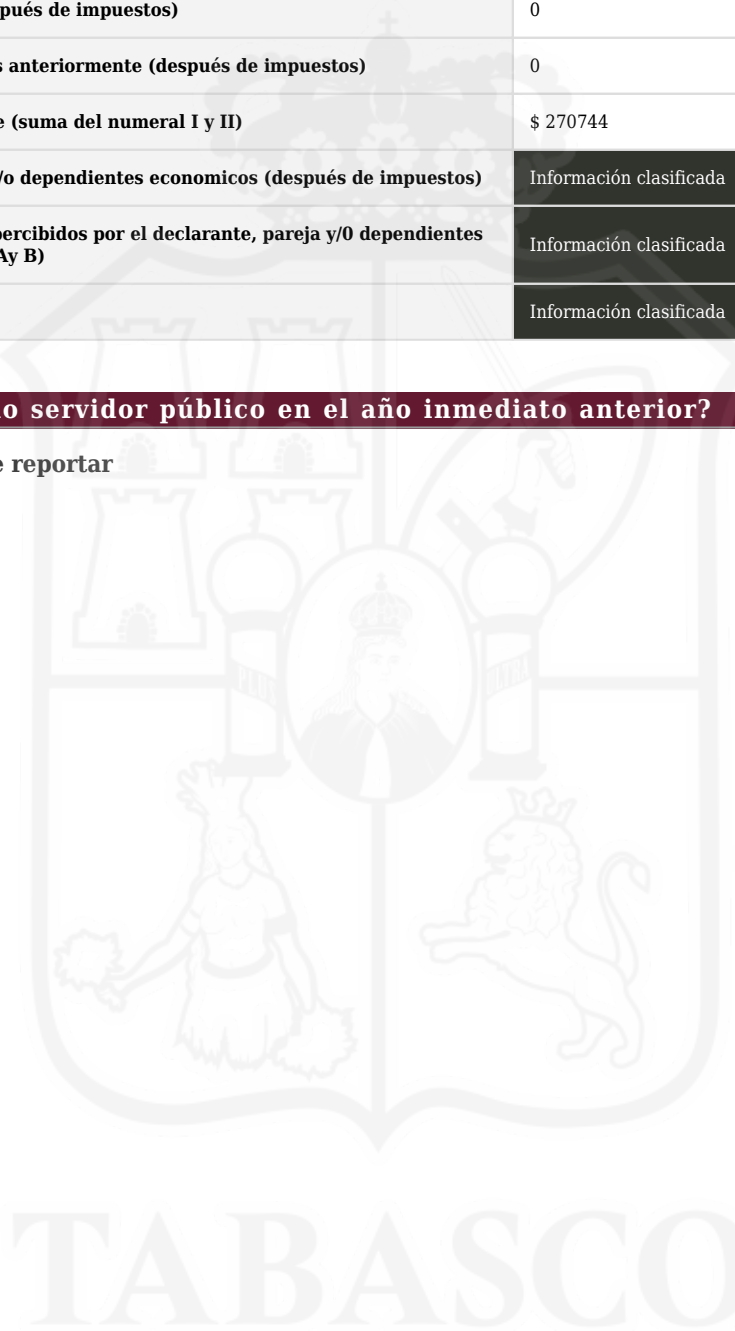 pués de impuestos) 0
s anteriormente (después de impuestos) 0
e (suma del numeral I y II) $ 270744
/o dependientes economicos (después de impuestos) Información clasificada
percibidos por el declarante, pareja y/0 dependientes
Ay B) Información clasificada
Información clasificada
o servidor público en el año inmediato anterior?
e reportar
PLUS ULTRA
TABASCO